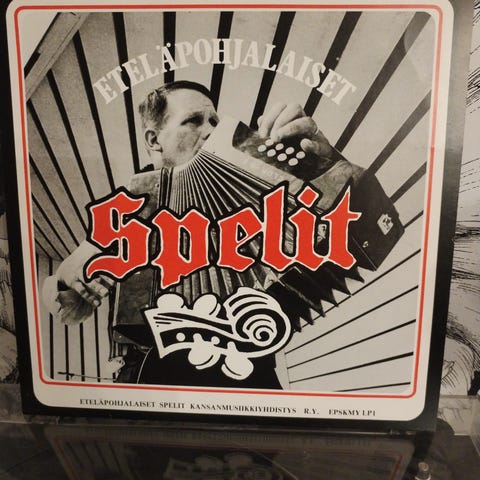 ETELÄPOHJALAISET
Spelit
ETELÄPOHJALAISET SPELIT KANSANMUSIIKKIYHDISTYS R.Y. EPSKMY LP1